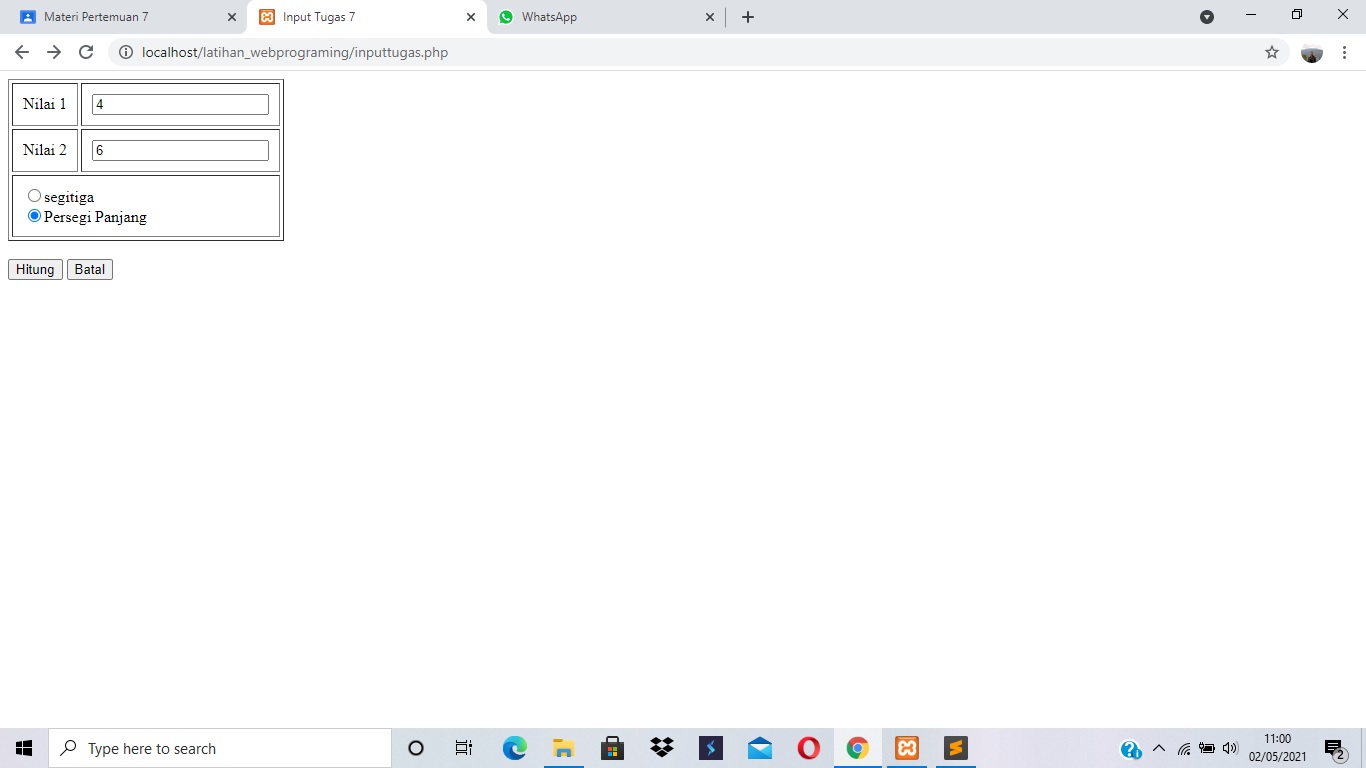 Materi Pertemuan 7
Input Tugas 7
WhatsApp
localhost/latihan_webprograming/inputtugas.php
Nilai 1 4
Nilai 2 6
segitiga
Persegi Panjang
Hitung Batal
Type here to search
11:00
02/05/2021
2